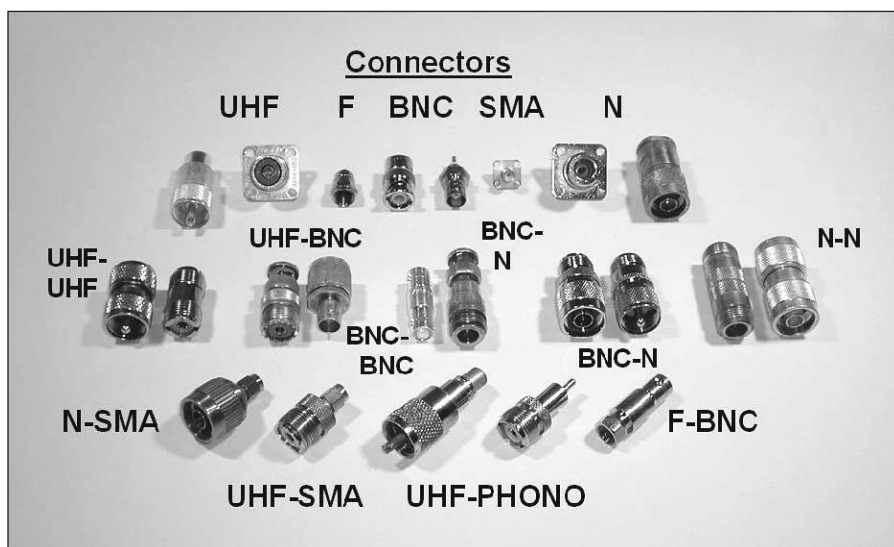 Connectors
UHF F BNC SMA N
UHF-
UHF
UHF-BNC
BNC-
N
N-N
BNC-
BNC
BNC-N
N-SMA
F-BNC
UHF-SMA
UHF-PHONO